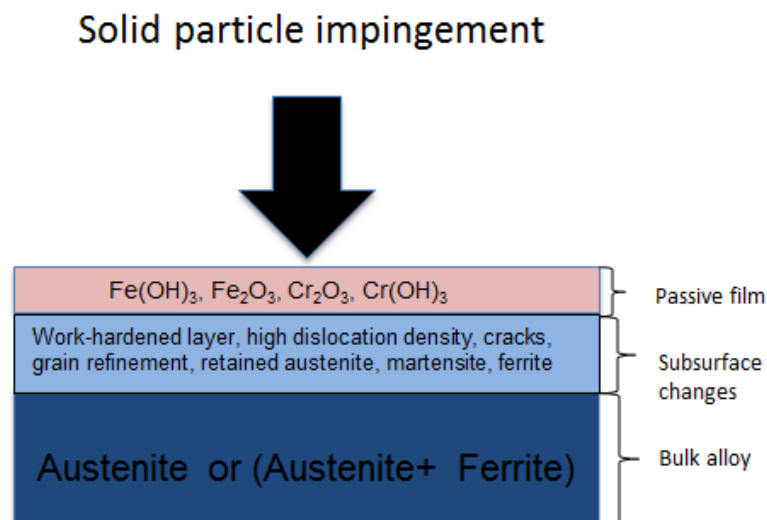 Solid particle impingement
Fe(OH)₃, Fe₂O₃, Cr₂O₃, Cr(OH)₃
Passive film
Work-hardened layer, high dislocation density, cracks,
grain refinement, retained austenite, martensite, ferrite
Subsurface
changes
Austenite or (Austenite+ Ferrite)
Bulk alloy